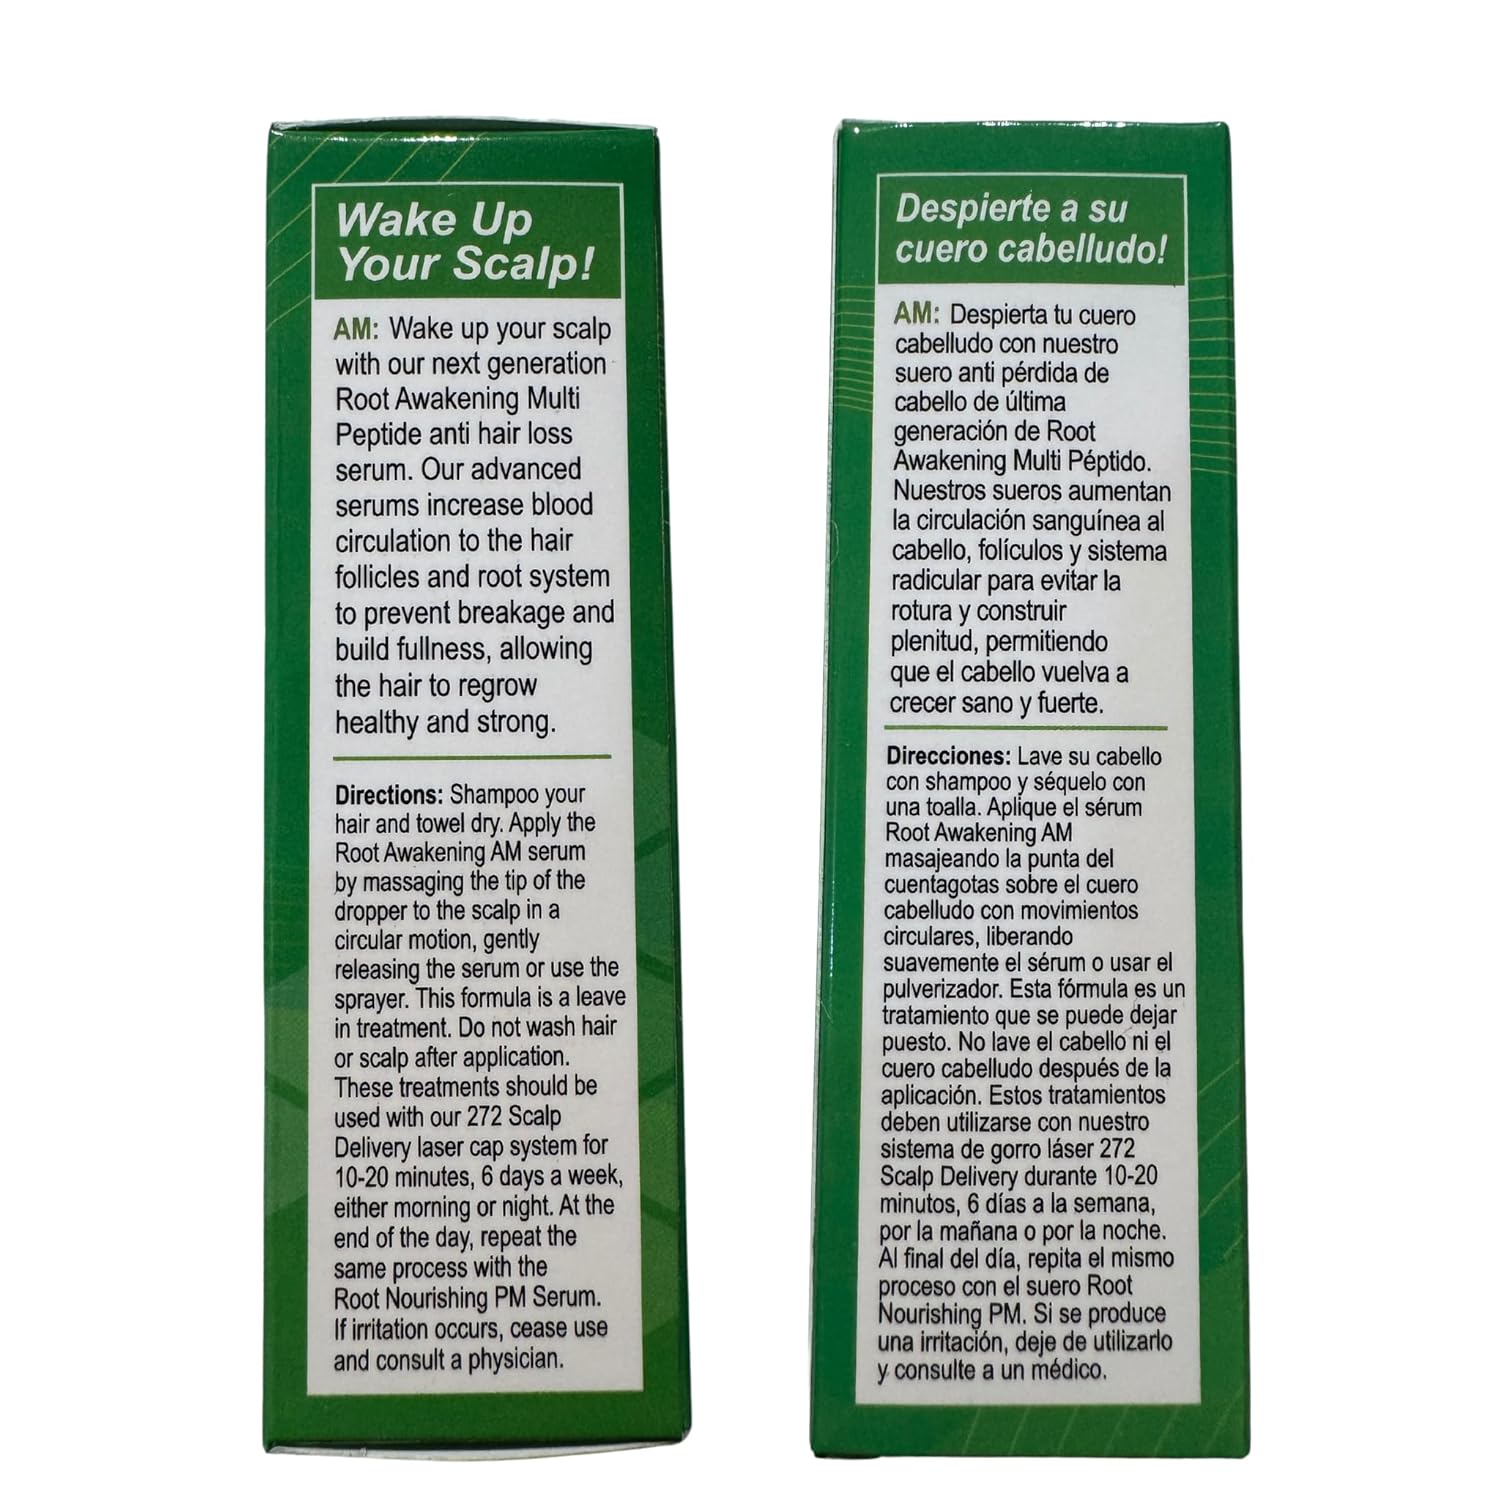 Wake Up
Your Scalp!
AM: Wake up your scalp
with our next generation
Root Awakening Multi
Peptide anti hair loss
serum. Our advanced
serums increase blood
circulation to the hair
follicles and root system
to prevent breakage and
build fullness, allowing
the hair to regrow
healthy and strong.
Directions: Shampoo your
hair and towel dry. Apply the
Root Awakening AM serum
by massaging the tip of the
dropper to the scalp in a
circular motion, gently
releasing the serum or use the
sprayer. This formula is a leave
in treatment. Do not wash hair
or scalp after application.
These treatments should be
used with our 272 Scalp
Delivery laser cap system for
10-20 minutes, 6 days a week,
either morning or night. At the
end of the day, repeat the
same process with the
Root Nourishing PM Serum.
If irritation occurs, cease use
and consult a physician.
Despierte a su
cuero cabelludo!
AM: Despierta tu cuero
cabelludo con nuestro
suero anti pérdida de
cabello de última
generación de Root
Awakening Multi Péptido.
Nuestros sueros aumentan
la circulación sanguínea al
cabello, folículos y sistema
radicular para evitar la
rotura y construir
plenitud, permitiendo
que el cabello vuelva a
crecer sano y fuerte.
Direcciones: Lave su cabello
con shampoo y séquelo con
una toalla. Aplique el sérum
Root Awakening AM
masajeando la punta del
cuentagotas sobre el cuero
cabelludo con movimientos
circulares, liberando
suavemente el sérum o usar el
pulverizador. Esta fórmula es un
tratamiento que se puede dejar
puesto. No lave el cabello ni el
cuero cabelludo después de la
aplicación. Estos tratamientos
deben utilizarse con nuestro
sistema de gorro láser 272
Scalp Delivery durante 10-20
minutos, 6 días a la semana,
por la mañana o por la noche.
Al final del día, repita el mismo
proceso con el suero Root
Nourishing PM. Si se produce
una irritación, deje de utilizarlo
y consulte a un médico.